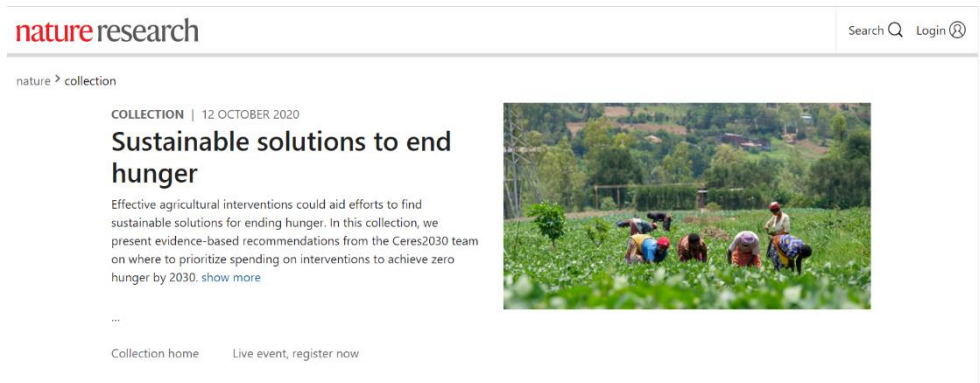 nature research
Search Login
nature > collection
COLLECTION | 12 OCTOBER 2020
Sustainable solutions to end
hunger
Effective agricultural interventions could aid efforts to find
sustainable solutions for ending hunger. In this collection, we
present evidence-based recommendations from the Ceres2030 team
on where to prioritize spending on interventions to achieve zero
hunger by 2030. show more
...
Collection home Live event, register now